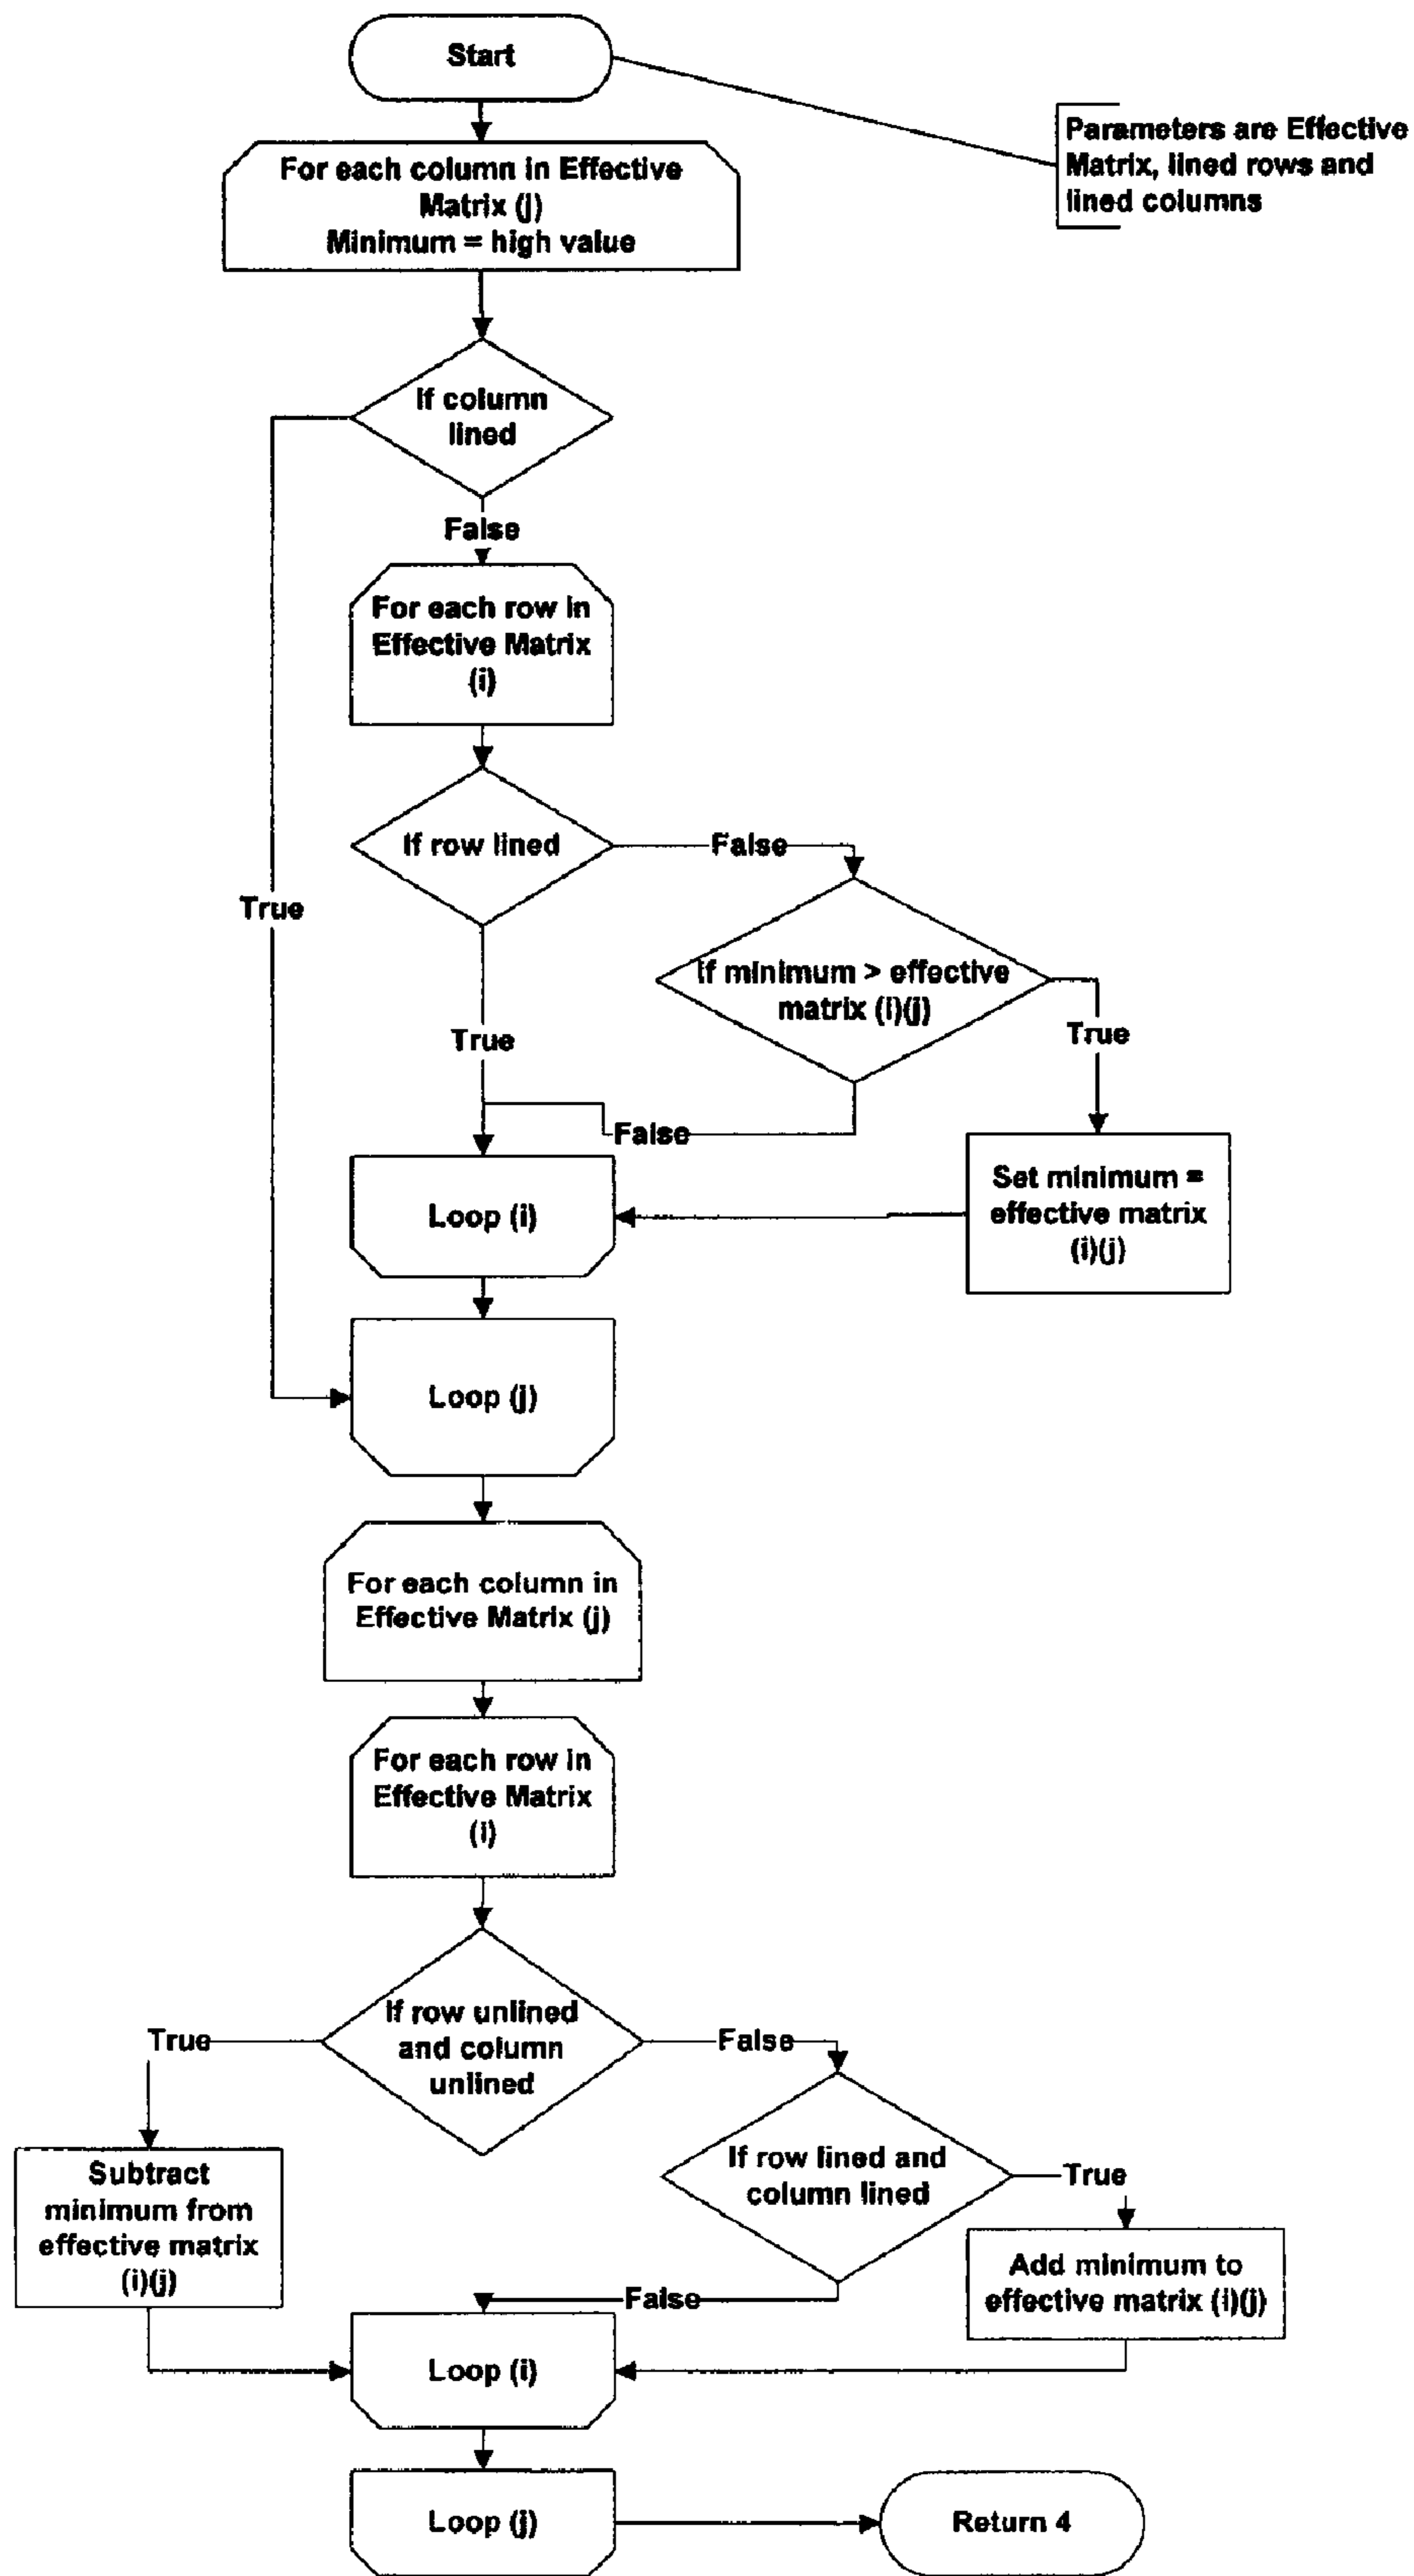 Start
Parameters are Effective
Matrix, lined rows and
lined columns
For each column in Effective
Matrix (j)
Minimum = high value
If column
lined
False
For each row in
Effective Matrix
(i)
If row lined
False
True
If minimum > effective
matrix (i)(j)
True
True
False
Set minimum =
effective matrix
(i)(j)
Loop (i)
Loop (j)
For each column in
Effective Matrix (j)
For each row in
Effective Matrix
(i)
If row unlined
and column
unlined
True
False
If row lined and
column lined
True
Subtract
minimum from
effective matrix
(i)(j)
Add minimum to
effective matrix (i)(j)
False
Loop (i)
Loop (j)
Return 4